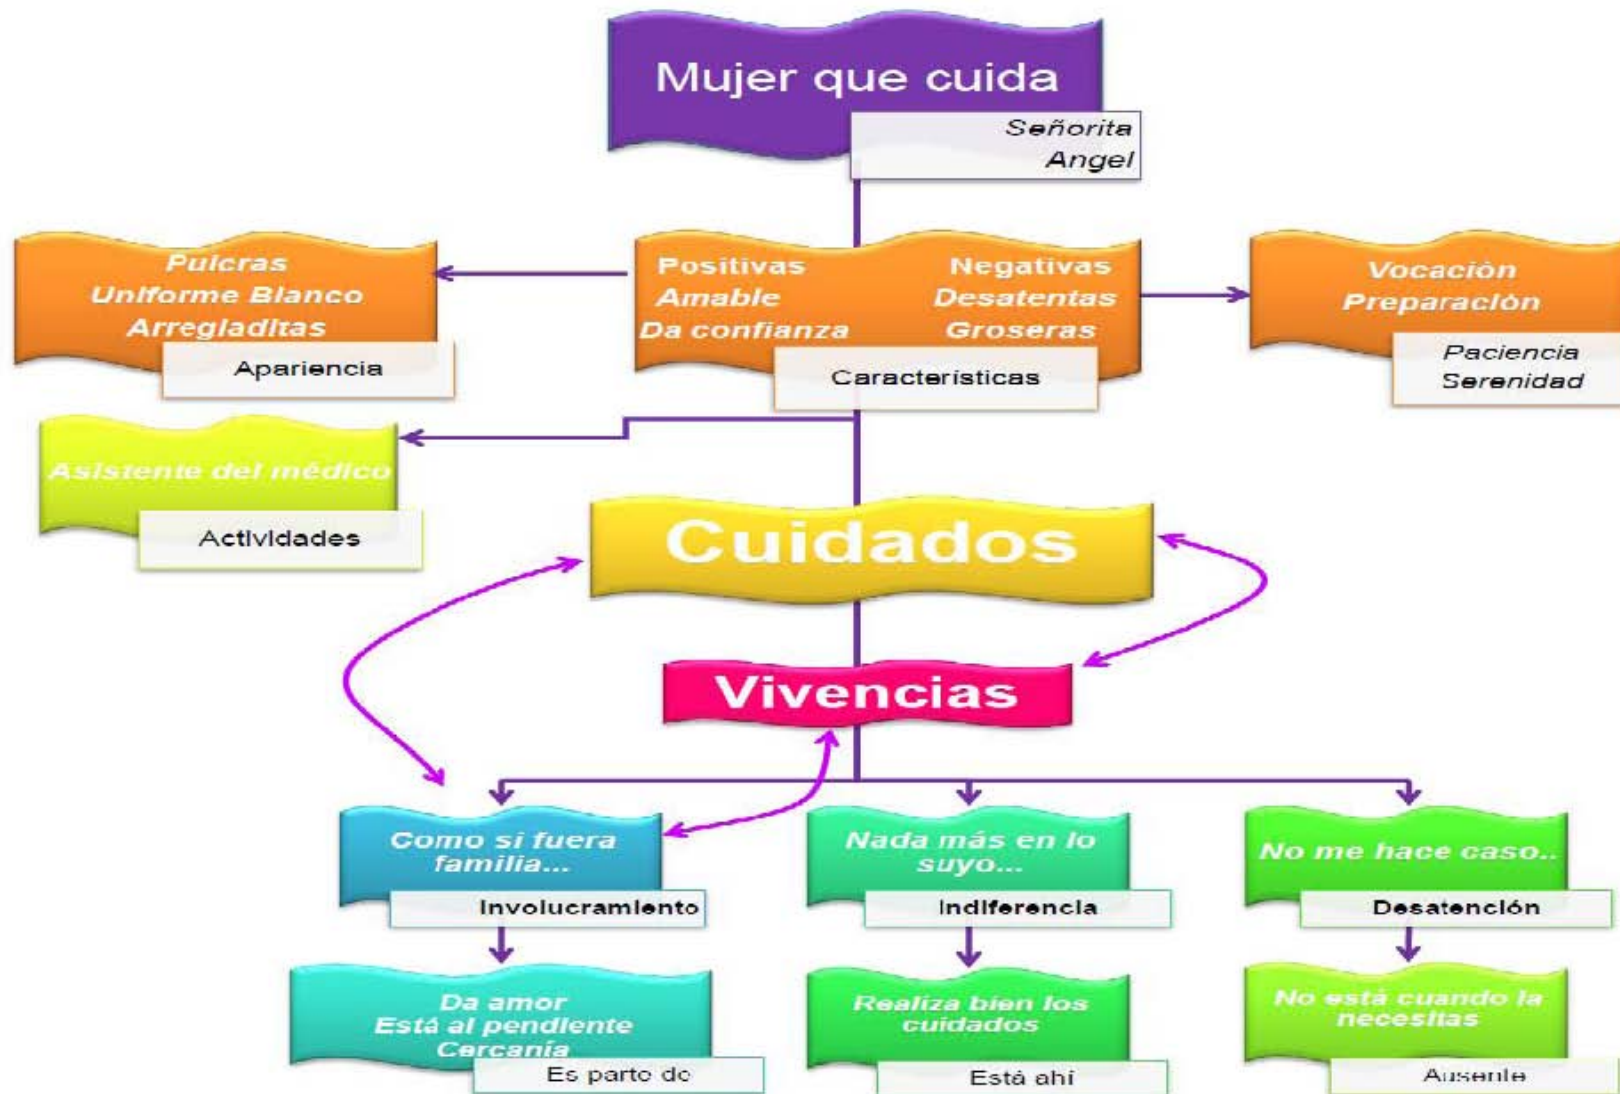 Mujer que cuida
Señorita
Angel
Pulcras
Uniforme Blanco
Arregladitas
Apariencia
Positivas
Amable
Da confianza
Negativas
Desatentas
Groseras
Características
Vocación
Preparación
Paciencia
Serenidad
Asistente del médico
Actividades
Cuidados
Vivencias
Como si fuera
familia...
Involucramiento
Nada más en lo
suyo...
Indiferencia
No me hace caso..
Desatención
Da amor
Está al pendiente
Cercanía
Es parte de
Realiza bien los
cuidados
Está ahí
No está cuando la
necesitas
Ausente